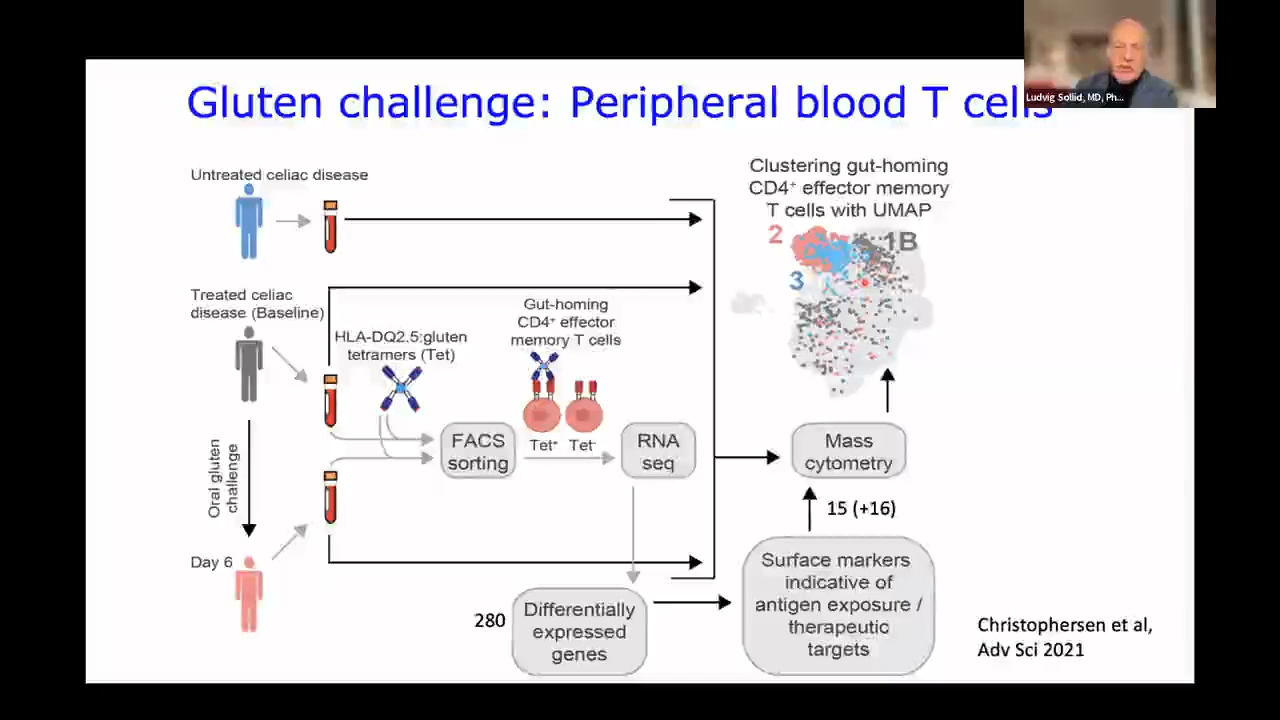 Ludvig Sollid, MD, Ph...
Gluten challenge: Peripheral blood T cells
Untreated celiac disease
Treated celiac
disease (Baseline)
Oral gluten
challenge
Day 6
HLA-DQ2.5:gluten
tetramers (Tet)
Gut-homing
CD4⁺ effector
memory T cells
FACS
sorting
Tet⁺ Tet⁻
RNA
seq
280
Differentially
expressed
genes
Clustering gut-homing
CD4⁺ effector memory
T cells with UMAP
2
1B
3
Mass
cytometry
15 (+16)
Surface markers
indicative of
antigen exposure /
therapeutic
targets
Christophersen et al,
Adv Sci 2021